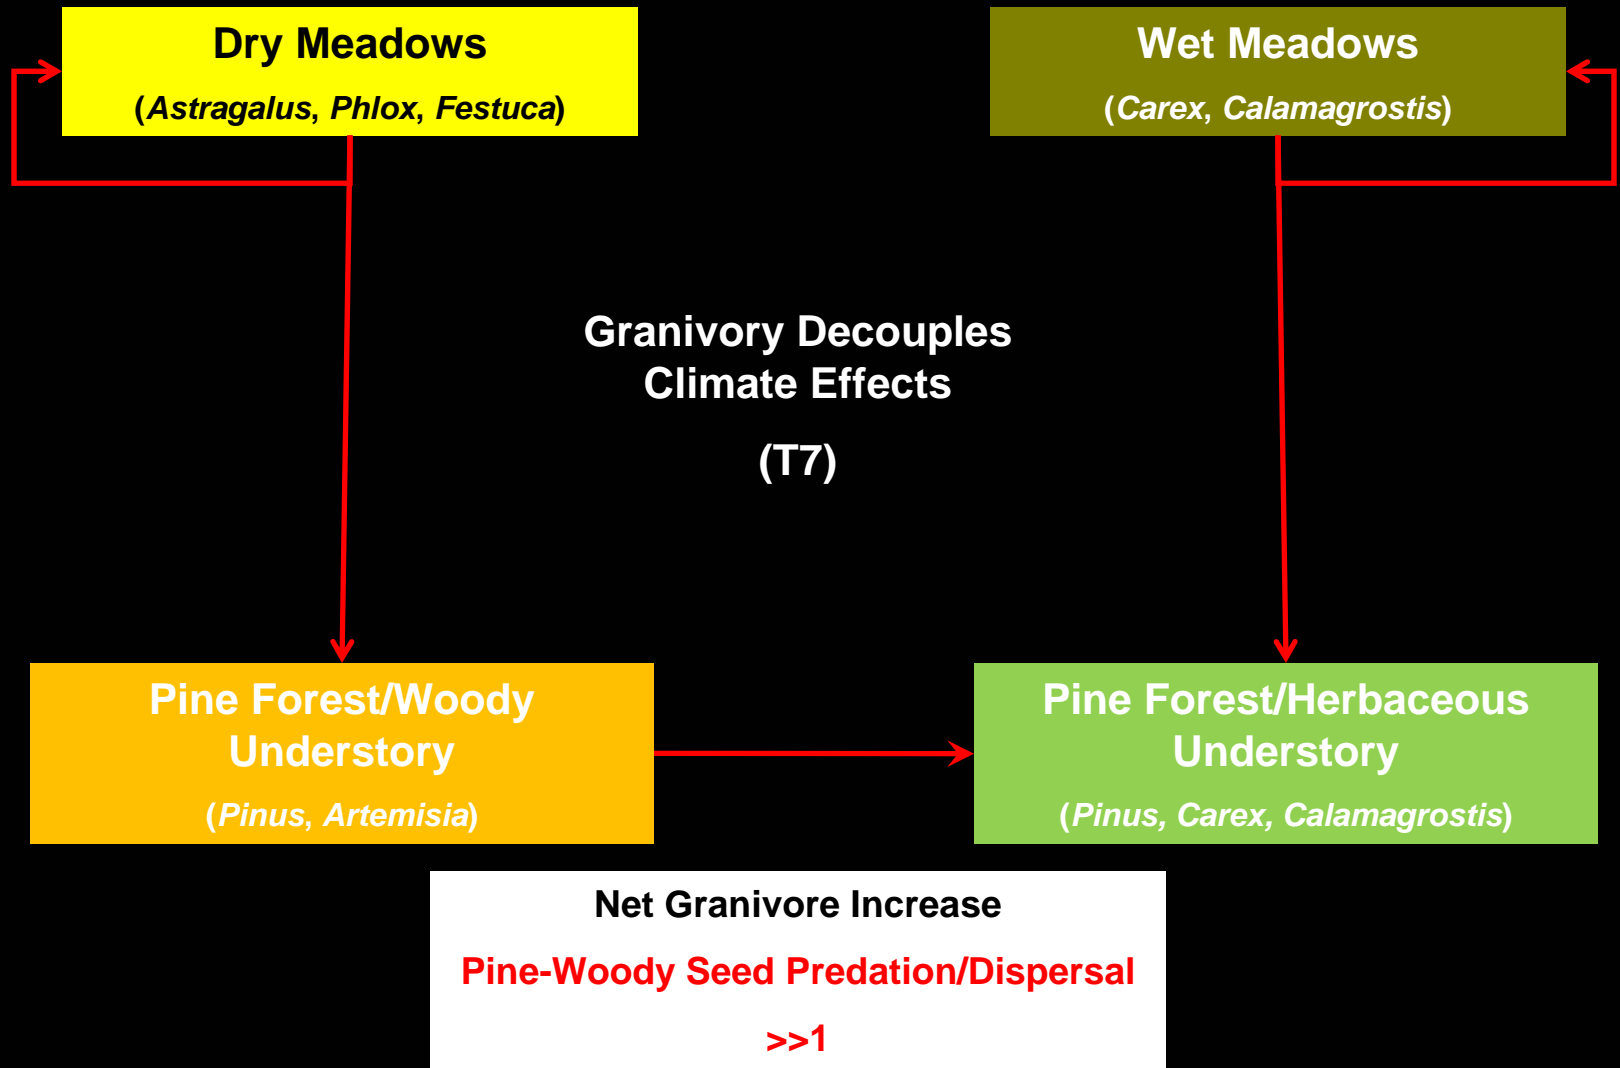 Dry Meadows
(Astragalus, Phlox, Festuca)
Wet Meadows
(Carex, Calamagrostis)
Granivory Decouples
Climate Effects
(T7)
Pine Forest/Woody
Understory
(Pinus, Artemisia)
Pine Forest/Herbaceous
Understory
(Pinus, Carex, Calamagrostis)
Net Granivore Increase
Pine-Woody Seed Predation/Dispersal
>>1